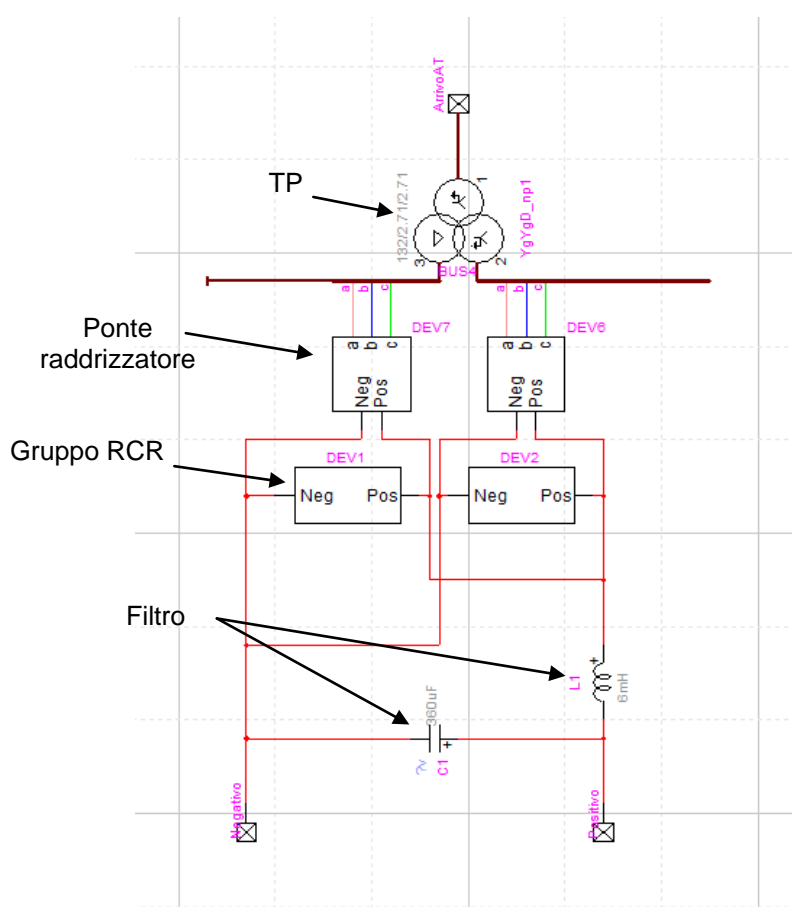 ArrivoAT
TP
132/2.71/2.71
1
3
2
YgYgD_np1
BUS4
a
b
c
a
b
c
DEV7
DEV6
Ponte
raddrizzatore
a
b
c
a
b
c
Neg
Pos
Neg
Pos
Gruppo RCR
DEV1
DEV2
Neg
Pos
Neg
Pos
Filtro
+
L1
6mH
360uF
+
?v
C1
Negativo
Positivo